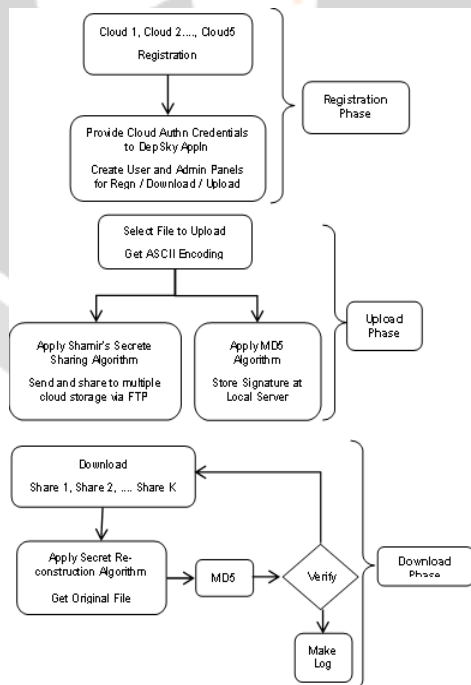 Cloud 1, Cloud 2...., Cloud5
Registration
Registration
Phase
Provide Cloud Authn Credentials
to DepSky Appln
Create User and Admin Panels
for Regn / Download / Upload
Select File to Upload
Get ASCII Encoding
Upload
Phase
Apply Shamir's Secrete
Sharing Algorithm
Send and share to multiple
cloud storage via FTP
Apply MD5
Algorithm
Store Signature at
Local Server
Download
Share 1, Share 2, .... Share K
Apply Secret Re-
construction Algorithm
Get Original File
MD5
Verify
Download
Phase
Make
Log